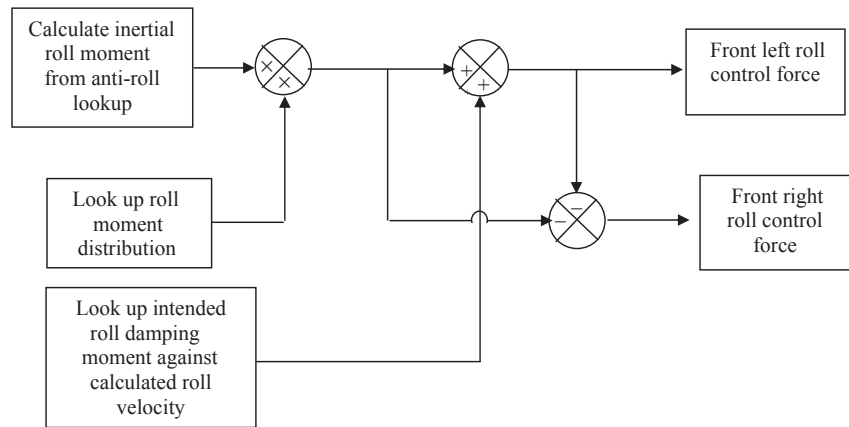 Calculate inertial
roll moment
from anti-roll
lookup
×
×
+
+
Front left roll
control force
Look up roll
moment
distribution
−
−
Front right
roll control
force
Look up intended
roll damping
moment against
calculated roll
velocity